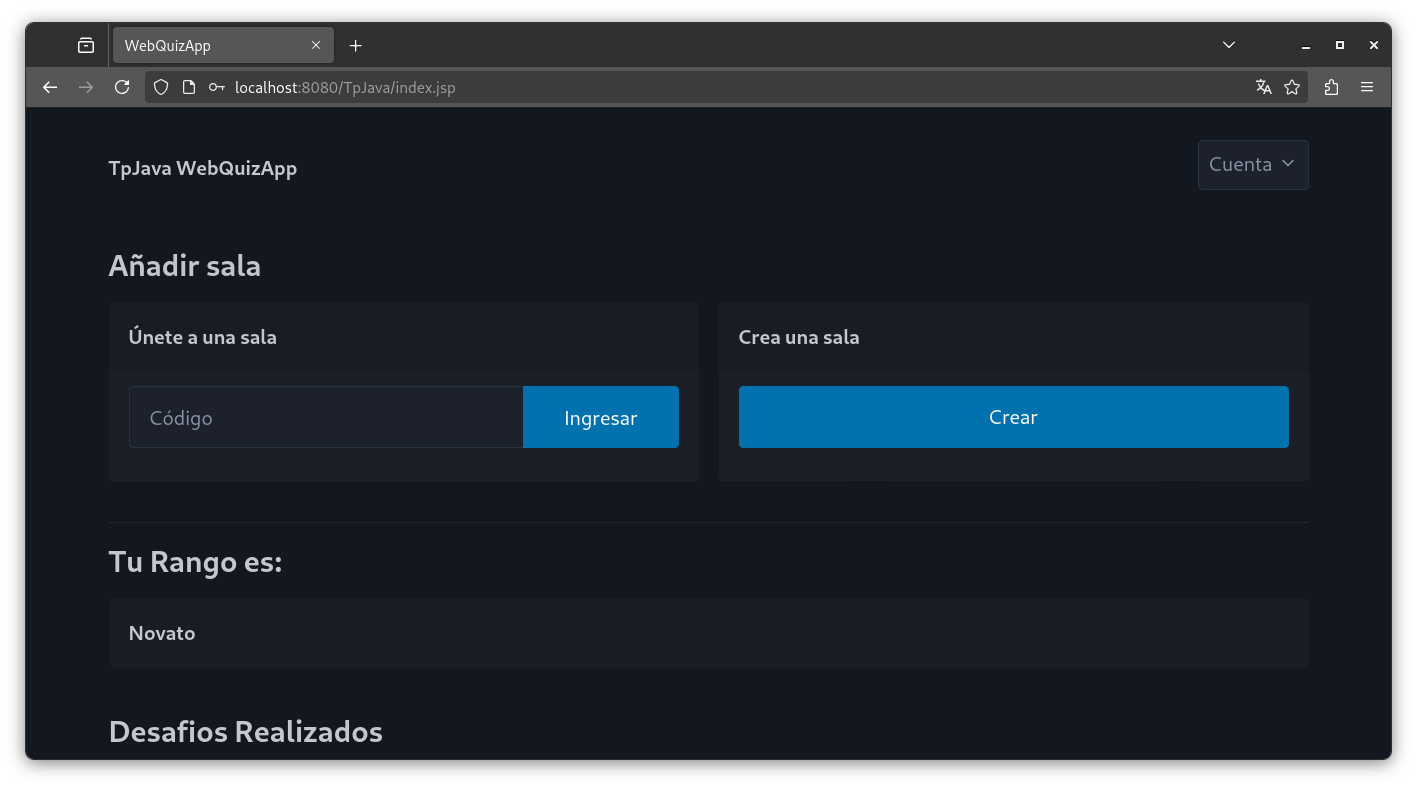 WebQuizApp
localhost:8080/TpJava/index.jsp
TpJava WebQuizApp
Cuenta
Añadir sala
Únete a una sala
Crea una sala
Código
Ingresar
Crear
Tu Rango es:
Novato
Desafios Realizados